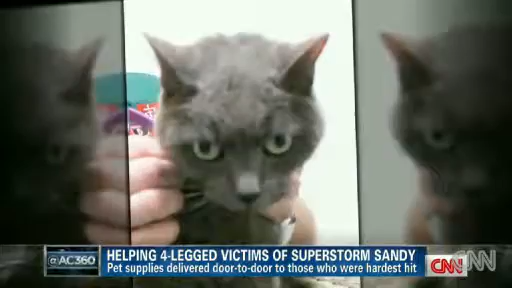 HELPING 4-LEGGED VICTIMS OF SUPERSTORM SANDY
@AC360
Pet supplies delivered door-to-door to those who were hardest hit
CNN
CNN